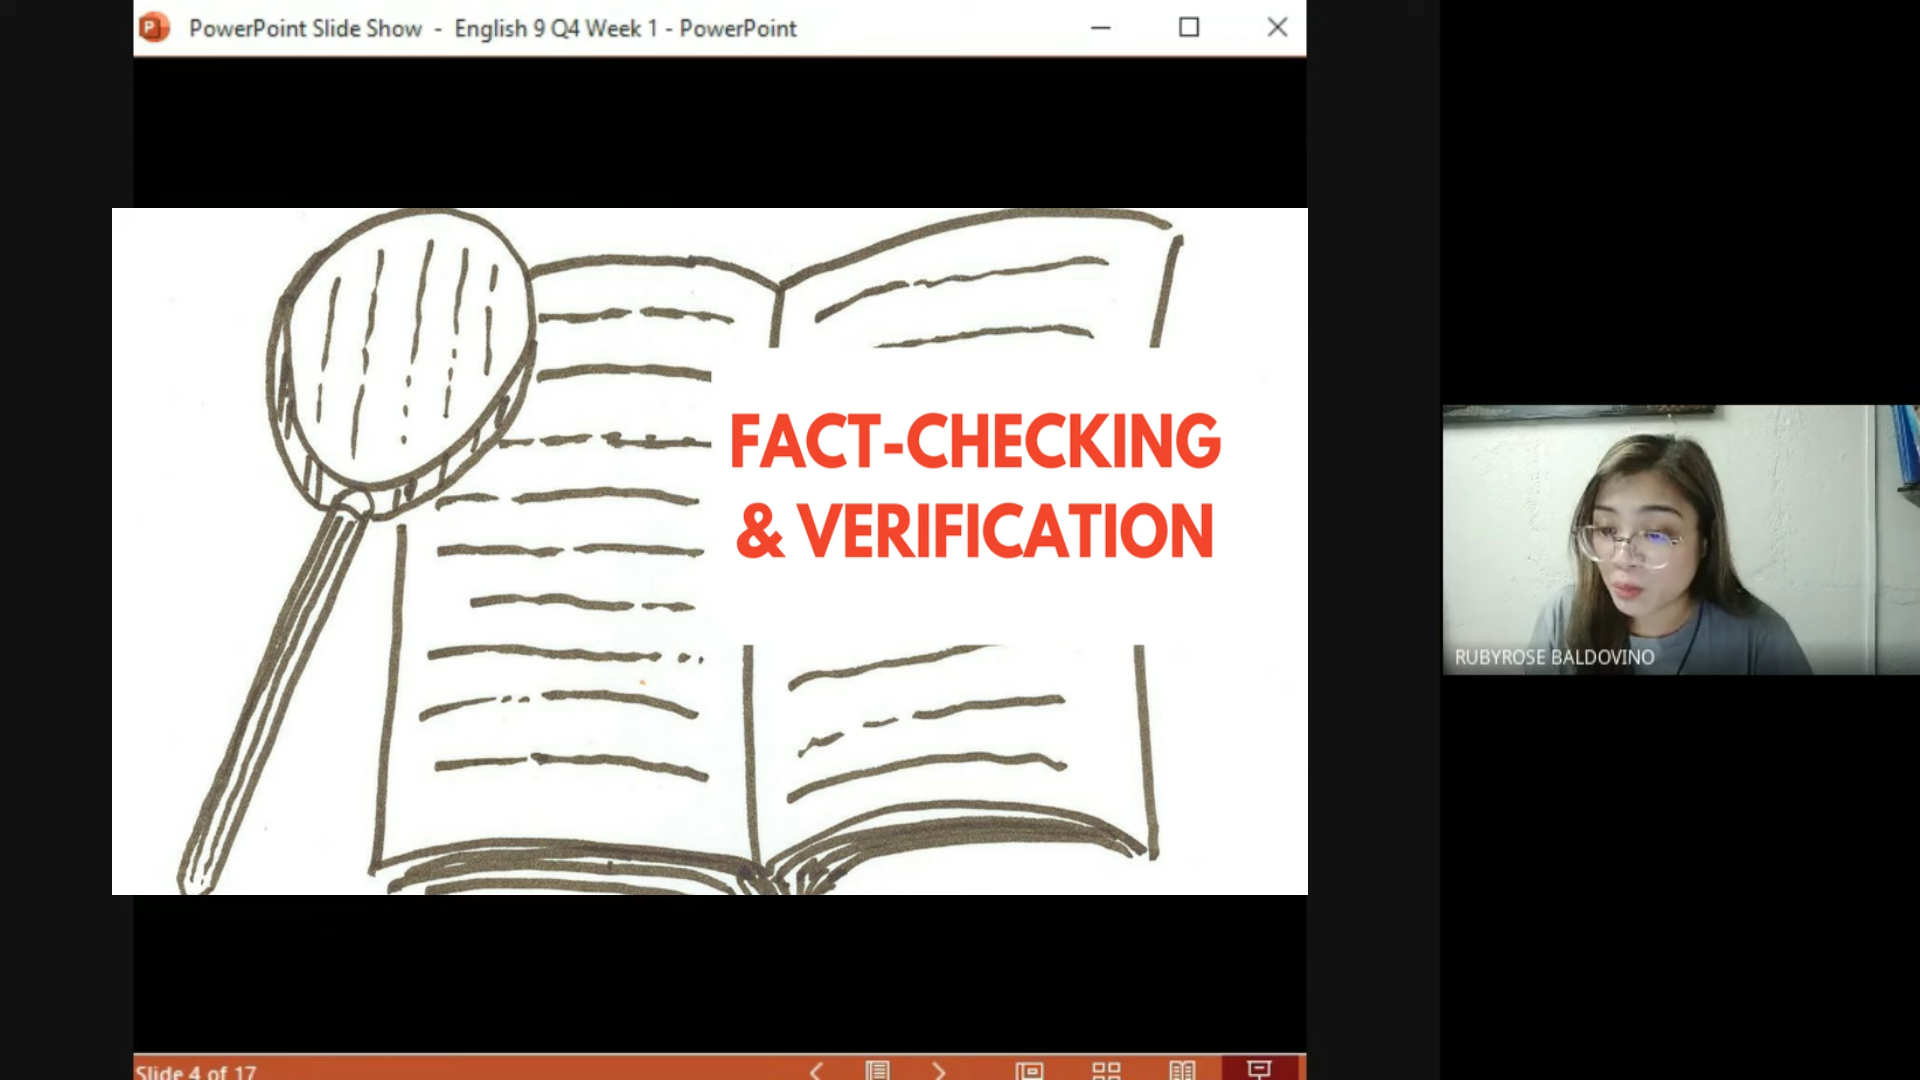 PowerPoint Slide Show - English 9 Q4 Week 1 - PowerPoint
FACT-CHECKING
& VERIFICATION
RUBYROSE BALDOVINO
Slide 4 of 17